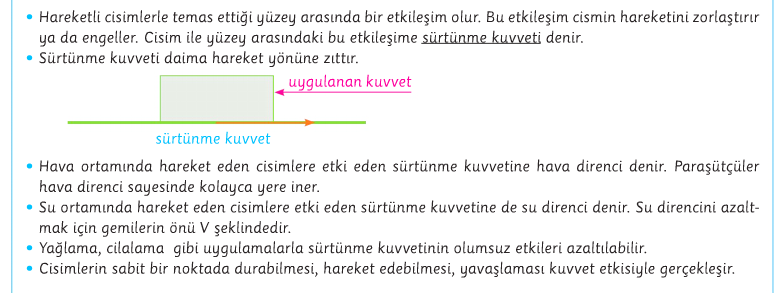 • Hareketli cisimlerle temas ettiği yüzey arasında bir etkileşim olur. Bu etkileşim cismin hareketini zorlaştırır
ya da engeller. Cisim ile yüzey arasındaki bu etkileşime sürtünme kuvveti denir.
• Sürtünme kuvveti daima hareket yönüne zıttır.
uygulanan kuvvet
sürtünme kuvvet
• Hava ortamında hareket eden cisimlere etki eden sürtünme kuvvetine hava direnci denir. Paraşütçüler
hava direnci sayesinde kolayca yere iner.
• Su ortamında hareket eden cisimlere etki eden sürtünme kuvvetine de su direnci denir. Su direncini azalt-
mak için gemilerin önü V şeklindedir.
• Yağlama, cilalama gibi uygulamalarla sürtünme kuvvetinin olumsuz etkileri azaltılabilir.
• Cisimlerin sabit bir noktada durabilmesi, hareket edebilmesi, yavaşlaması kuvvet etkisiyle gerçekleşir.